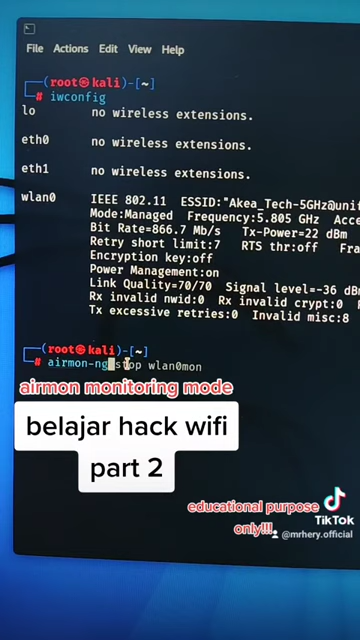 File Actions Edit View Help
┌──(root㉿kali)-[~]
└─# iwconfig
lo no wireless extensions.
eth0 no wireless extensions.
eth1 no wireless extensions.
wlan0 IEEE 802.11 ESSID:"Akea_Tech-5GHz@unif
Mode:Managed Frequency:5.805 GHz Acce
Bit Rate=866.7 Mb/s Tx-Power=22 dBm
Retry short limit:7 RTS thr:off Fra
Encryption key:off
Power Management:on
Link Quality=70/70 Signal level=-36 dBm
Rx invalid nwid:0 Rx invalid crypt:0 F
Tx excessive retries:0 Invalid misc:8
┌──(root㉿kali)-[~]
└─# airmon-ng stop wlan0mon
airmon monitoring mode
belajar hack wifi
part 2
educational purpose
only!!!
TikTok
@mrhery.official